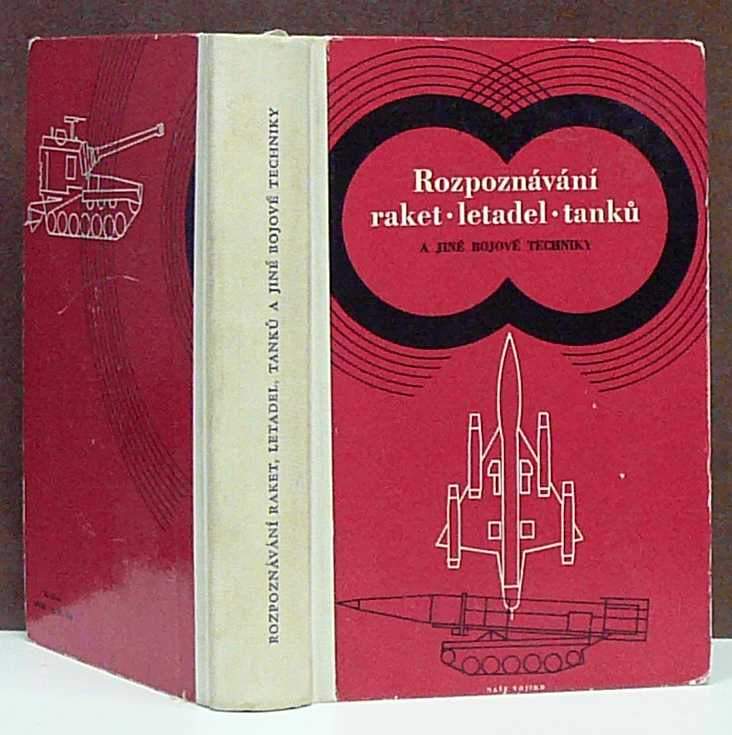 Rozpoznávání
raket · letadel · tanků
A JINÉ BOJOVÉ TECHNIKY
NAŠE VOJSKO
ROZPOZNÁVÁNÍ RAKET, LETADEL, TANKŮ A JINÉ BOJOVÉ TECHNIKY